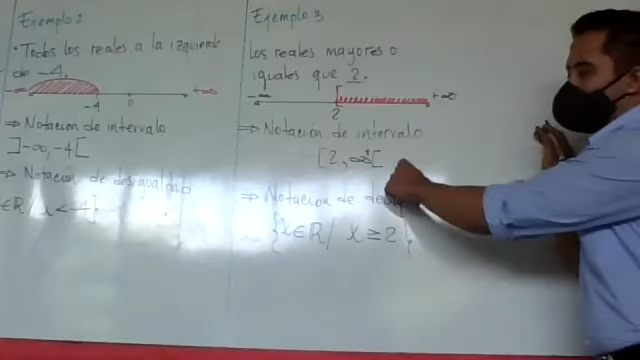 Ejemplo 2
• Todos los reales a la izquierda
de -4.
-∞ +∞
-4 0
⇒ Notación de intervalo
]-∞, -4[
⇒ Notación de desigualdad
∈ℝ / x < -4}.
Ejemplo 3
los reales mayores o
iguales que 2.
-∞ [ +∞
2
⇒ Notación de intervalo
[2, +∞[
⇒ Notación de
{x∈ℝ / x ≥ 2}.